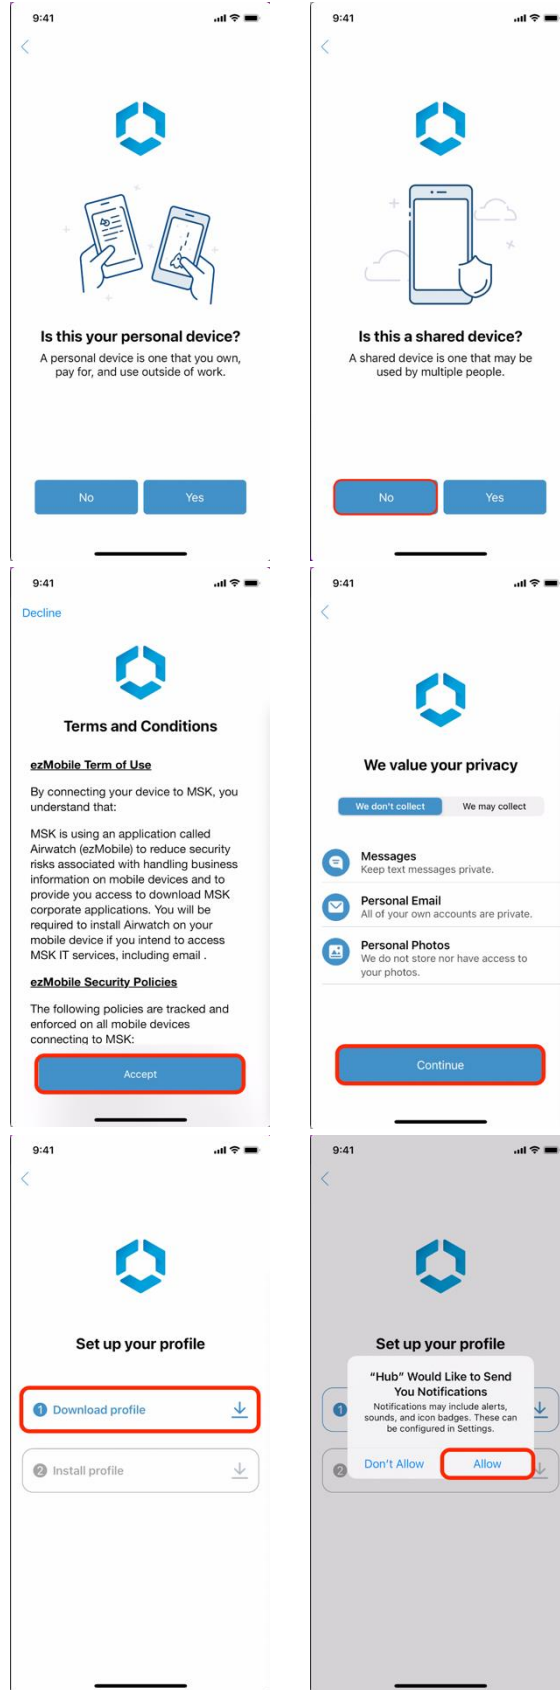 9:41
Is this your personal device?
A personal device is one that you own,
pay for, and use outside of work.
No
Yes
9:41
Is this a shared device?
A shared device is one that may be
used by multiple people.
No
Yes
9:41
Decline
Terms and Conditions
ezMobile Term of Use
By connecting your device to MSK, you
understand that:
MSK is using an application called
Airwatch (ezMobile) to reduce security
risks associated with handling business
information on mobile devices and to
provide you access to download MSK
corporate applications. You will be
required to install Airwatch on your
mobile device if you intend to access
MSK IT services, including email .
ezMobile Security Policies
The following policies are tracked and
enforced on all mobile devices
connecting to MSK:
Accept
9:41
We value your privacy
We don't collect
We may collect
Messages
Keep text messages private.
Personal Email
All of your own accounts are private.
Personal Photos
We do not store nor have access to
your photos.
Continue
9:41
Set up your profile
1 Download profile
2 Install profile
9:41
Set up your profile
1
2
“Hub” Would Like to Send
You Notifications
Notifications may include alerts,
sounds, and icon badges. These can
be configured in Settings.
Don't Allow
Allow